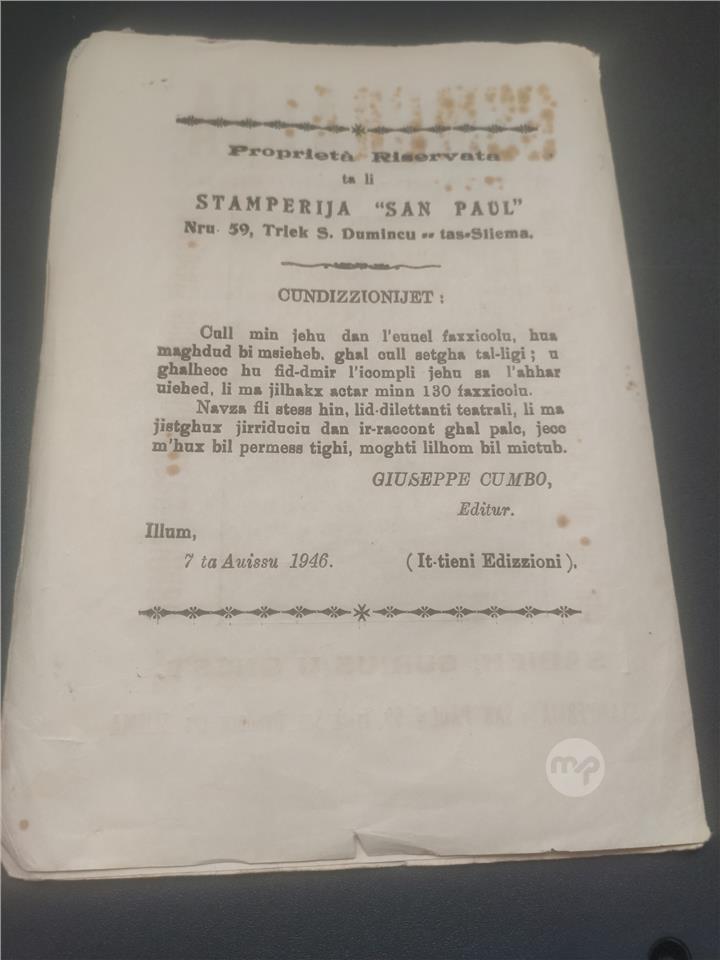 Proprietà Riservata
ta li
STAMPERIJA "SAN PAUL"
Nru. 59, Triek S. Dumincu -- tas-Sliema.
CUNDIZZIONIJET :
Cull min jehu dan l'euuel faxxicolu, hua
maghdud bi msieheb, ghal cull setgha tal-ligi ; u
ghalhecc hu fid-dmir l'icompli jehu sa l'ahhar
uiehed, li ma jilhakx actar minn 130 faxxicolu.
Navza fli stess hin, lid-dilettanti teatrali, li ma
jistghux jirriduciu dan ir-raccont ghal palc, jecc
m'hux bil permess tighi, moghti lilhom bil mictub.
GIUSEPPE CUMBO,
Editur.
Illum,
7 ta Auissu 1946. (It-tieni Edizzioni).
mp